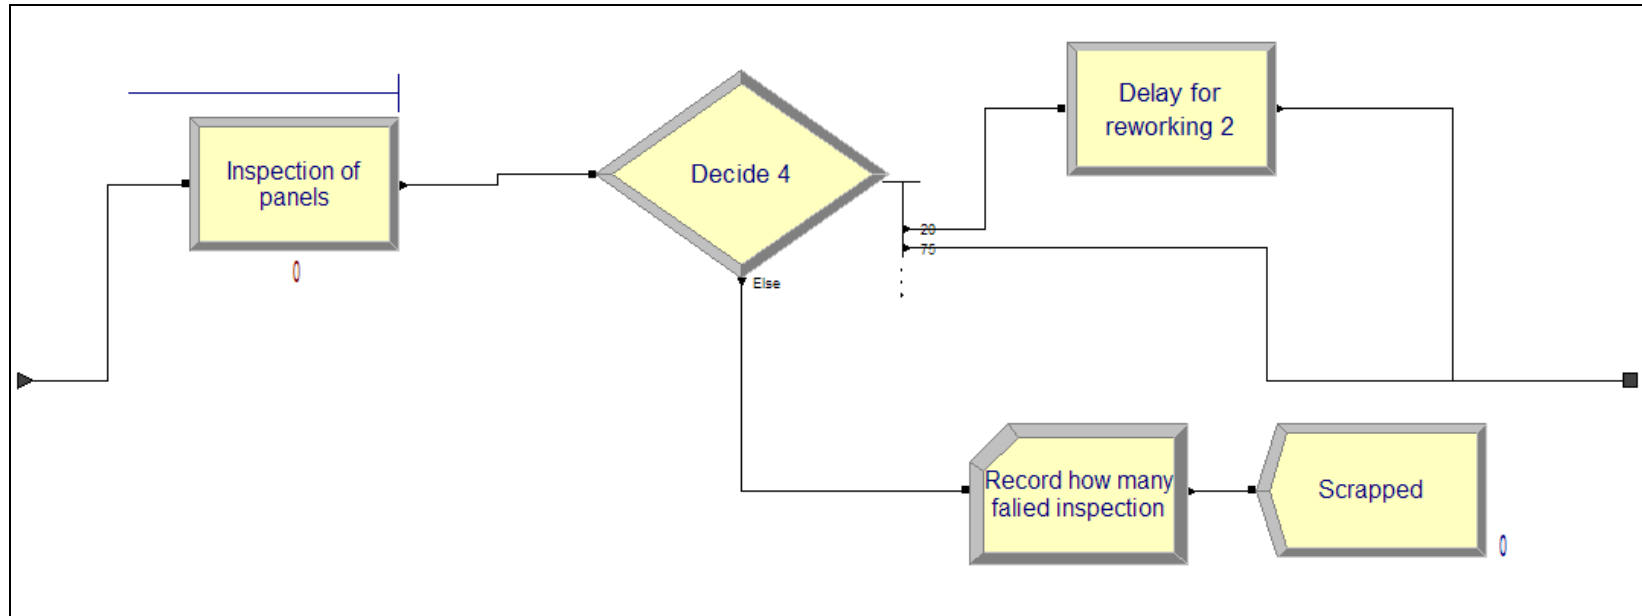 Inspection of
panels
0
Decide 4
20
75
Else
Delay for
reworking 2
Record how many
falied inspection
Scrapped
0